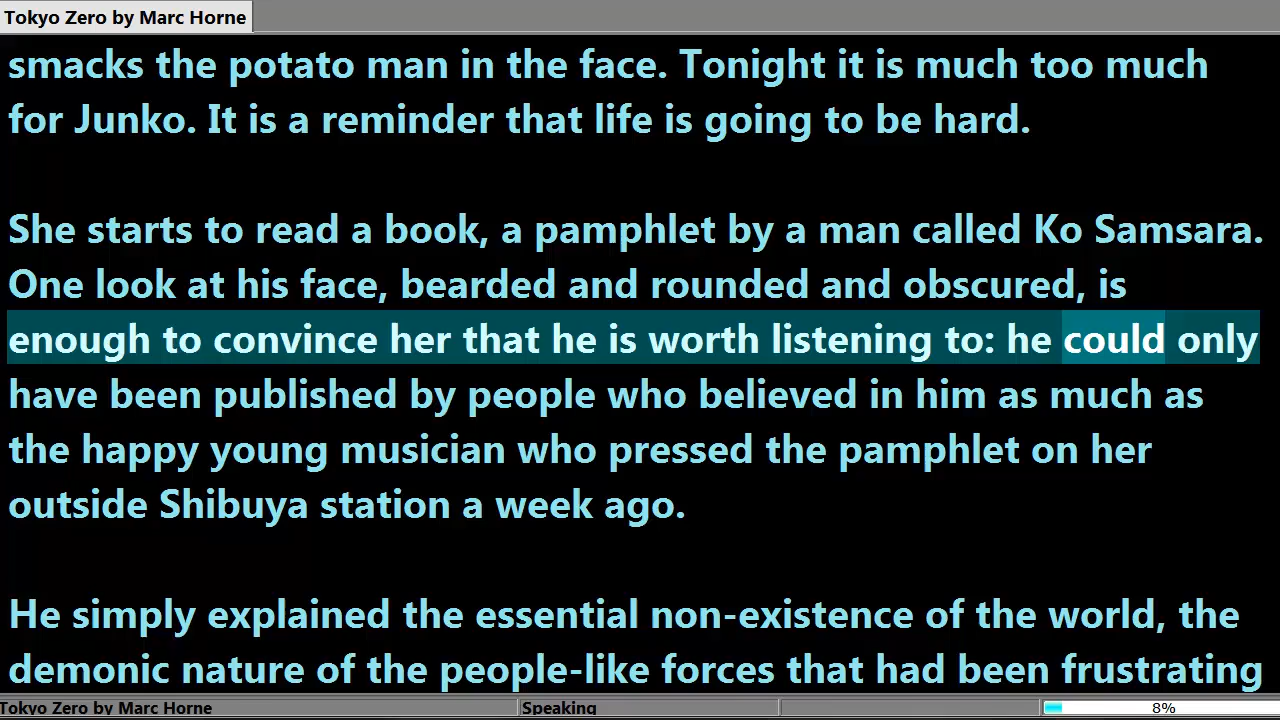 Tokyo Zero by Marc Horne
smacks the potato man in the face. Tonight it is much too much
for Junko. It is a reminder that life is going to be hard.
She starts to read a book, a pamphlet by a man called Ko Samsara.
One look at his face, bearded and rounded and obscured, is
enough to convince her that he is worth listening to: he could only
have been published by people who believed in him as much as
the happy young musician who pressed the pamphlet on her
outside Shibuya station a week ago.
He simply explained the essential non-existence of the world, the
demonic nature of the people-like forces that had been frustrating
Tokyo Zero by Marc Horne Speaking 8%